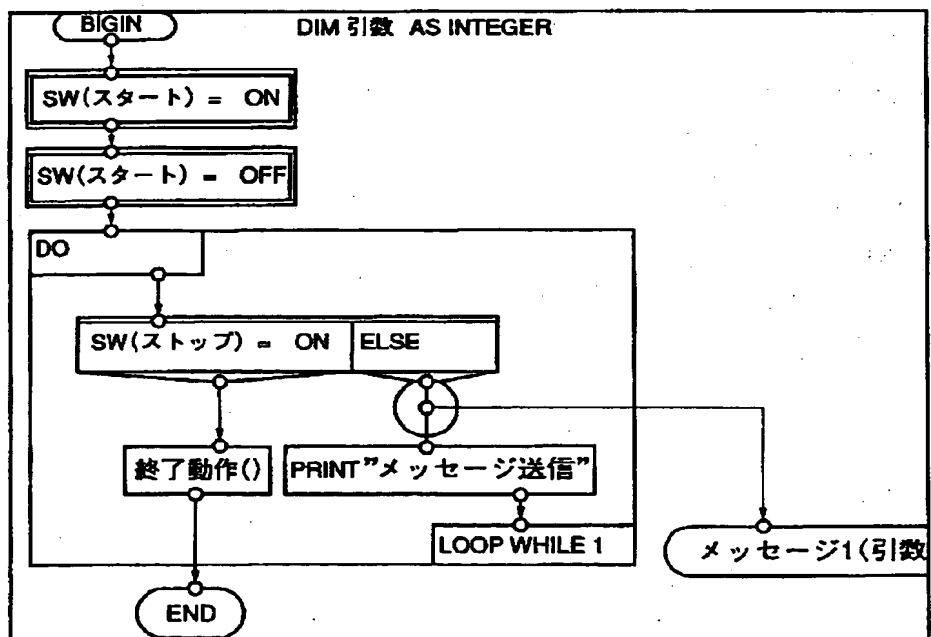 BIGIN
DIM 引数 AS INTEGER
SW(スタート) = ON
SW(スタート) = OFF
DO
SW(ストップ) = ON
ELSE
終了動作()
PRINT"メッセージ送信"
LOOP WHILE 1
メッセージ1(引数
END